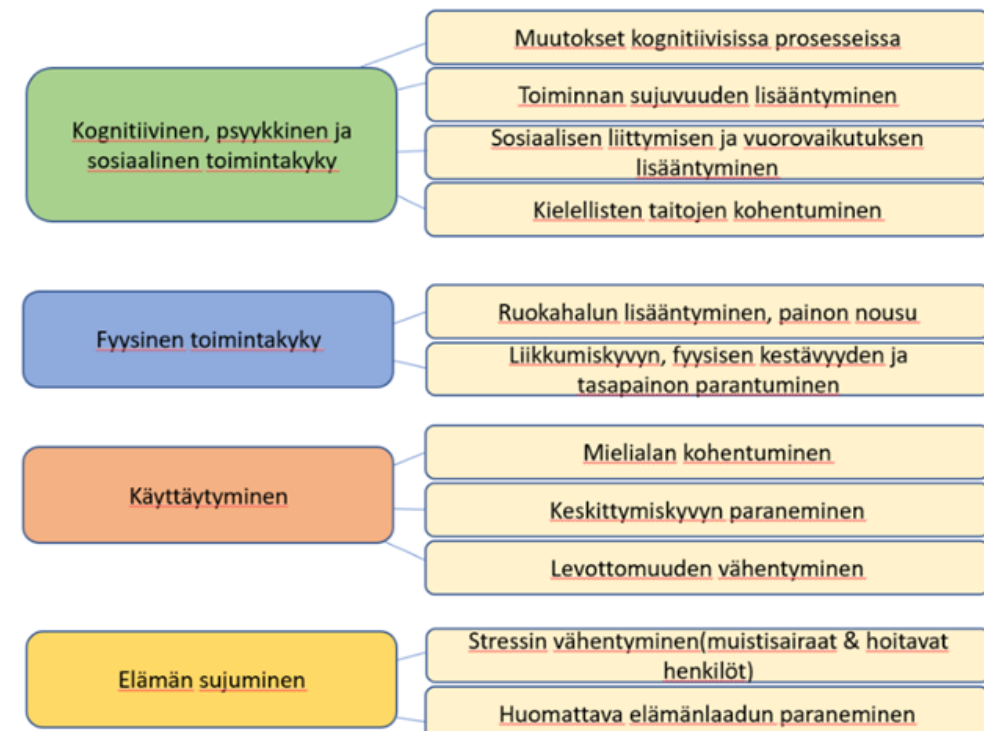 Kognitiivinen, psyykkinen ja
sosiaalinen toimintakyky
Muutokset kognitiivisissa prosesseissa
Toiminnan sujuvuuden lisääntyminen
Sosiaalisen liittymisen ja vuorovaikutuksen
lisääntyminen
Kielellisten taitojen kohentuminen
Fyysinen toimintakyky
Ruokahalun lisääntyminen, painon nousu
Liikkumiskyvyn, fyysisen kestävyyden ja
tasapainon parantuminen
Käyttäytyminen
Mielialan kohentuminen
Keskittymiskyvyn paraneminen
Levottomuuden vähentyminen
Elämän sujuminen
Stressin vähentyminen(muistisairaat & hoitavat
henkilöt)
Huomattava elämänlaadun paraneminen